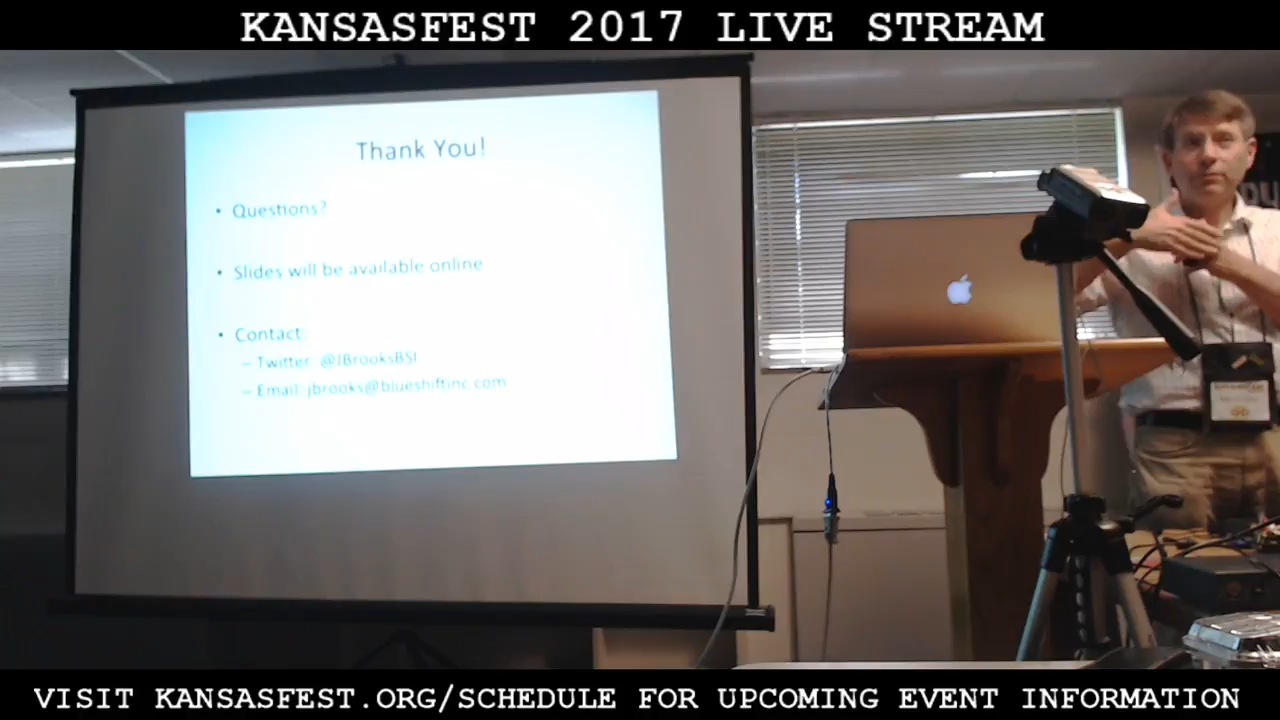 KANSASFEST 2017 LIVE STREAM
Thank You!
• Questions?
• Slides will be available online
• Contact:
– Twitter: @JBrooksBSI
– Email: jbrooks@blueshiftinc.com
VISIT KANSASFEST.ORG/SCHEDULE FOR UPCOMING EVENT INFORMATION